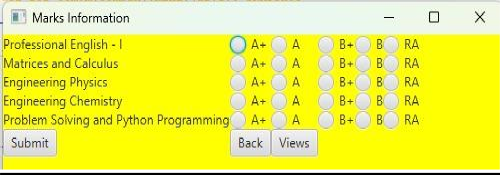 Marks Information
Professional English - I A+ A B+ B RA
Matrices and Calculus A+ A B+ B RA
Engineering Physics A+ A B+ B RA
Engineering Chemistry A+ A B+ B RA
Problem Solving and Python Programming A+ A B+ B RA
Submit Back Views